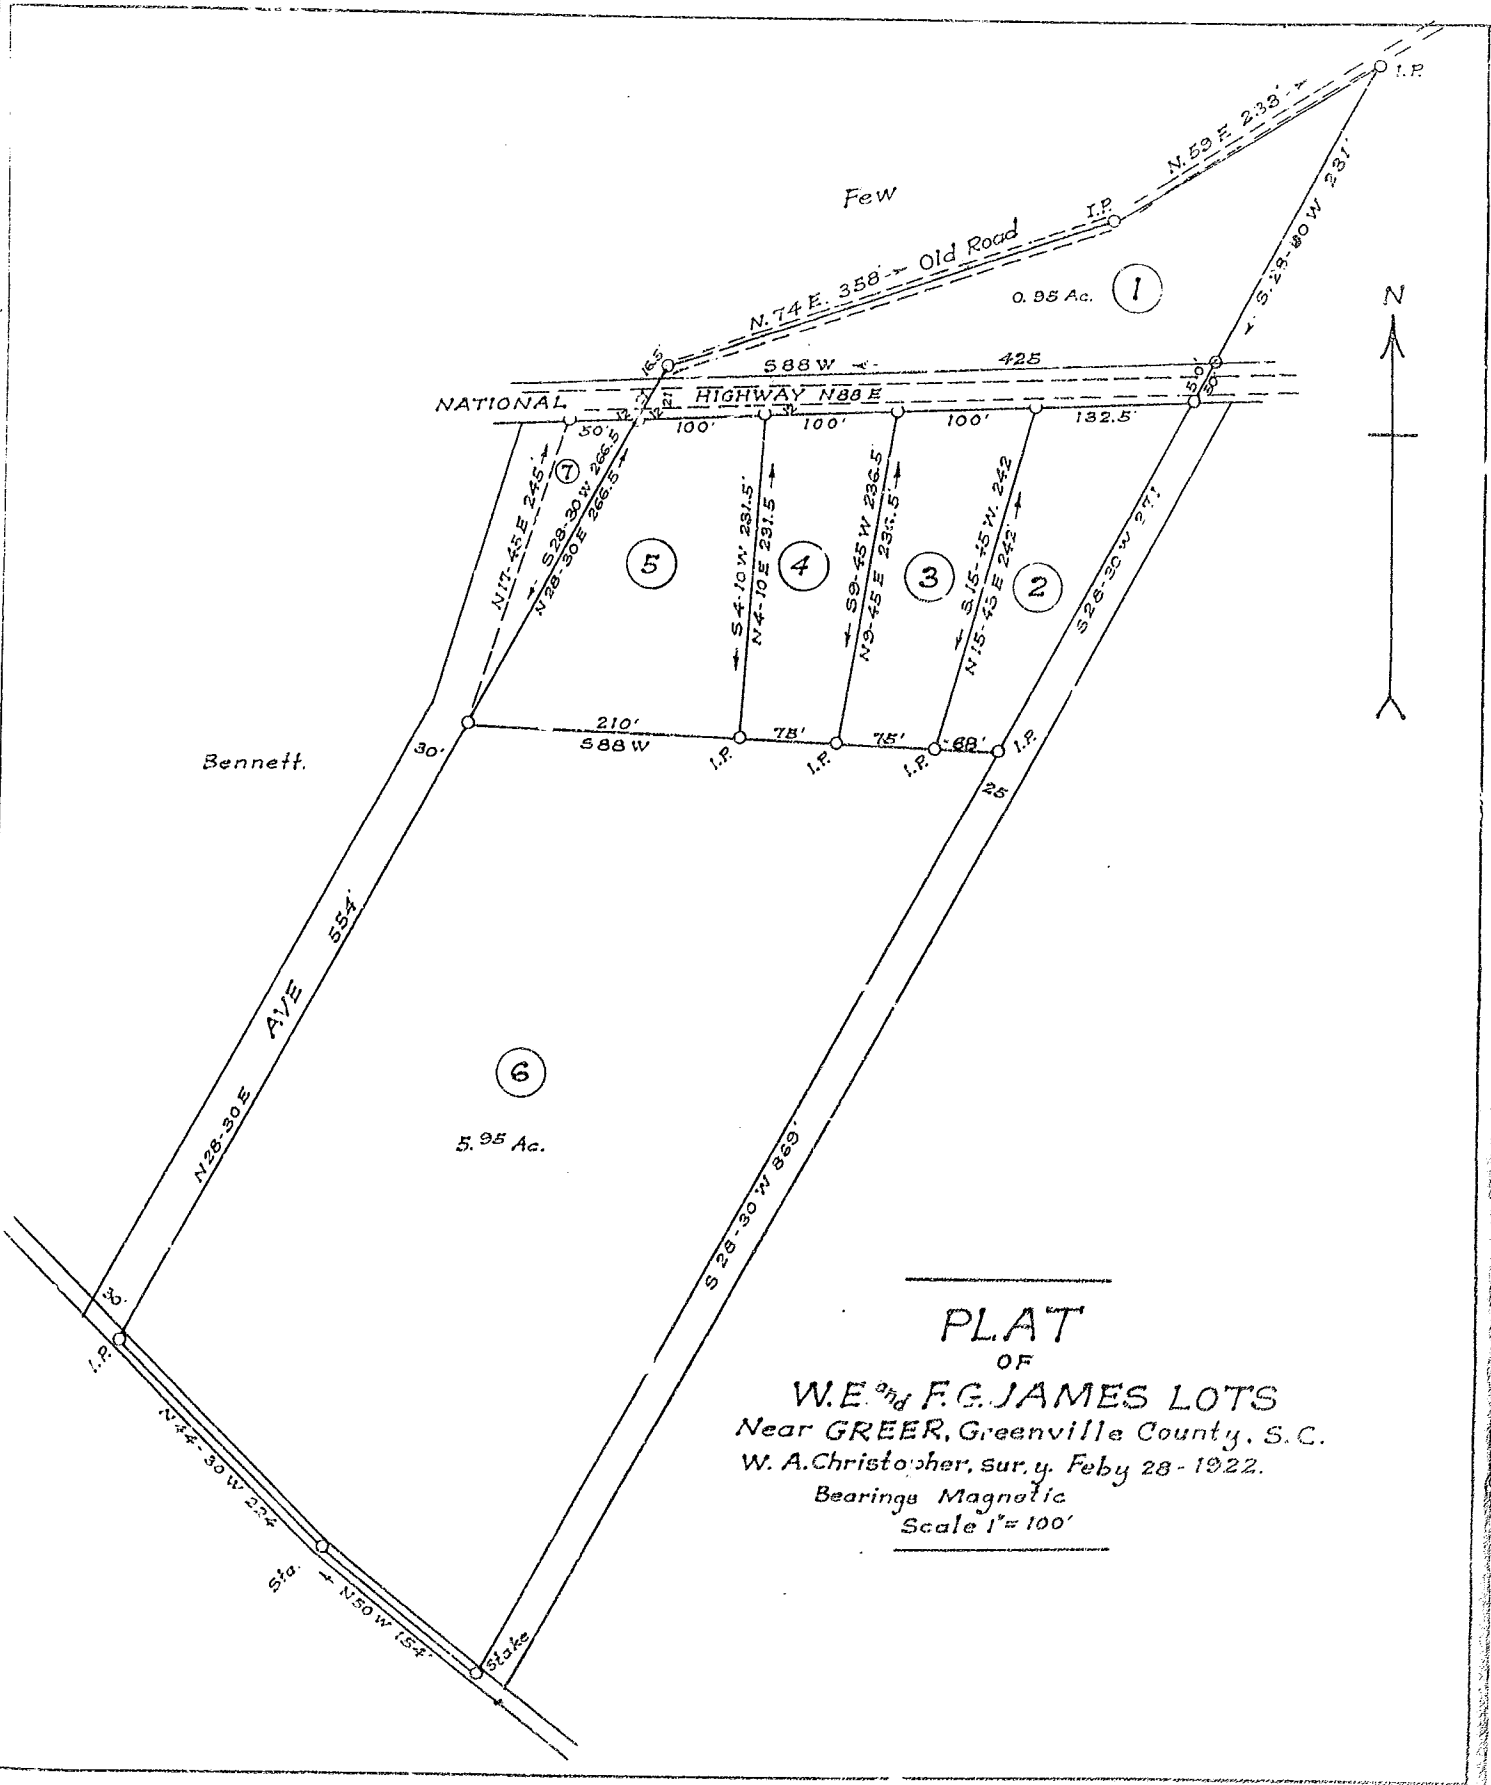 I.P.
N. 59 E 233'
S. 28-30 W 231'
Few
I.P.
N. 74 E. 358' Old Road
0.95 Ac. 1
N
16.5'
S 88 W 425
NATIONAL HIGHWAY N 88 E
21
50'
50' 100' 100' 100' 132.5'
7
N 17-45 E 245'
S 28-30 W 266.5
N 28-30 E 266.5'
5
S 4-10 W 231.5'
N 4-10 E 231.5
4
S 9-45 W 236.5'
N 9-45 E 236.5'
3
S. 15-45 W. 242
N 15-45 E 242'
2
S 28-30 W 271
210'
S 88 W
75' 75' 68'
I.P. I.P. I.P. I.P.
30'
25
Bennett.
554'
AVE
N 28-30 E
6
5.95 Ac.
S 28-30 W 869'
30'
I.P.
N 44-30 W 224
Sta.
N 50 W 154'
Stake
PLAT
OF
W.E. and F.G. JAMES LOTS
Near GREER, Greenville County, S.C.
W. A. Christopher, Sur.y. Feby 28-1922.
Bearings Magnetic
Scale 1"=100'